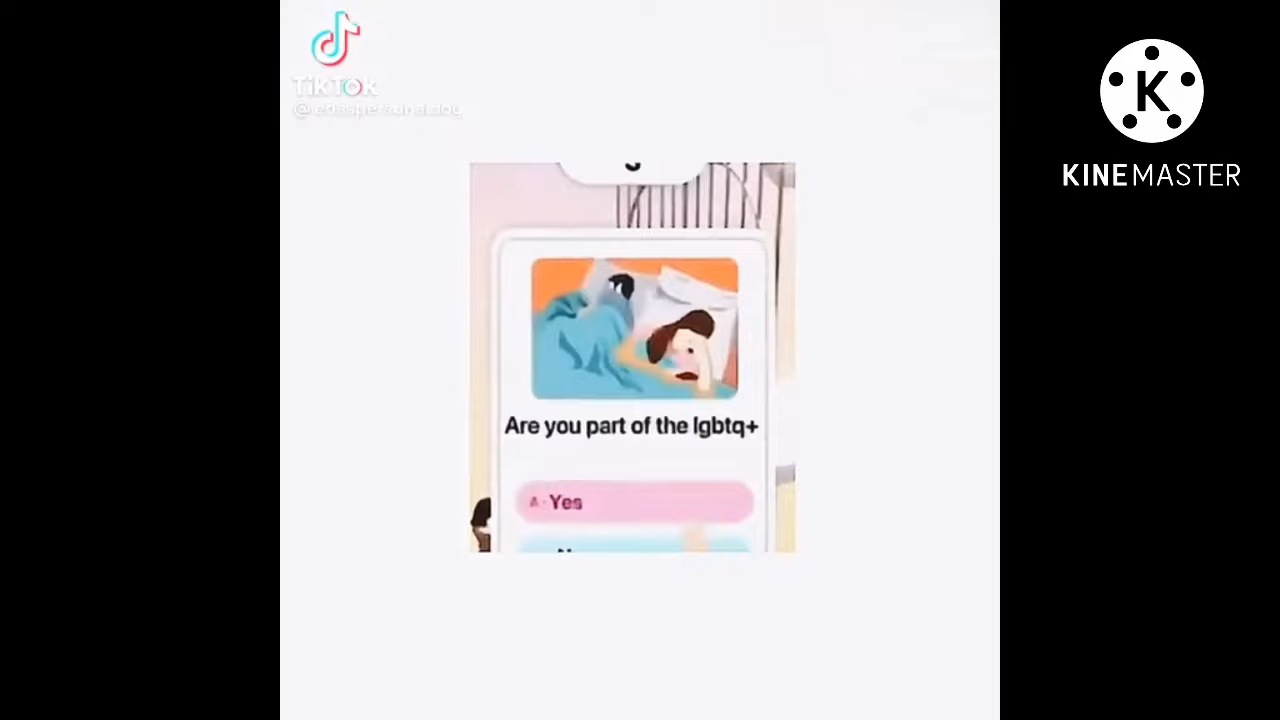 TikTok
KINEMASTER
Are you part of the lgbtq+
A · Yes